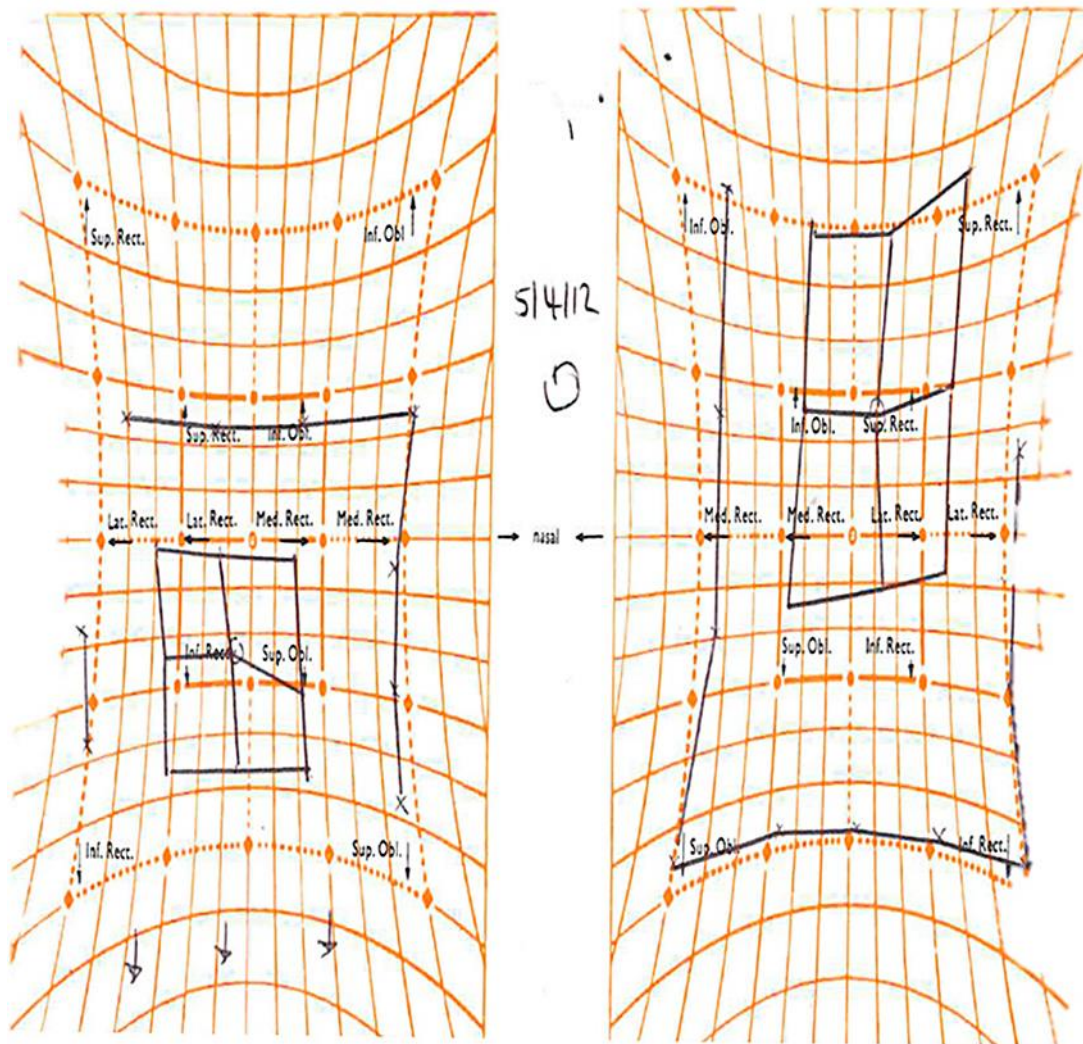 Sup. Rect.
Inf. Obl
Inf. Obl.
Sup. Rect.
5/4/12
Sup. Rect.
Inf. Obl.
Inf. Obl.
Sup. Rect.
Lat. Rect.
Lat. Rect.
Med. Rect.
Med. Rect.
nasal
Med. Rect.
Med. Rect.
Lat. Rect.
Lat. Rect.
Inf. Rect.
Sup. Obl.
Sup. Obl.
Inf. Rect.
Inf. Rect.
Sup. Obl.
Sup. Obl.
Inf. Rect.